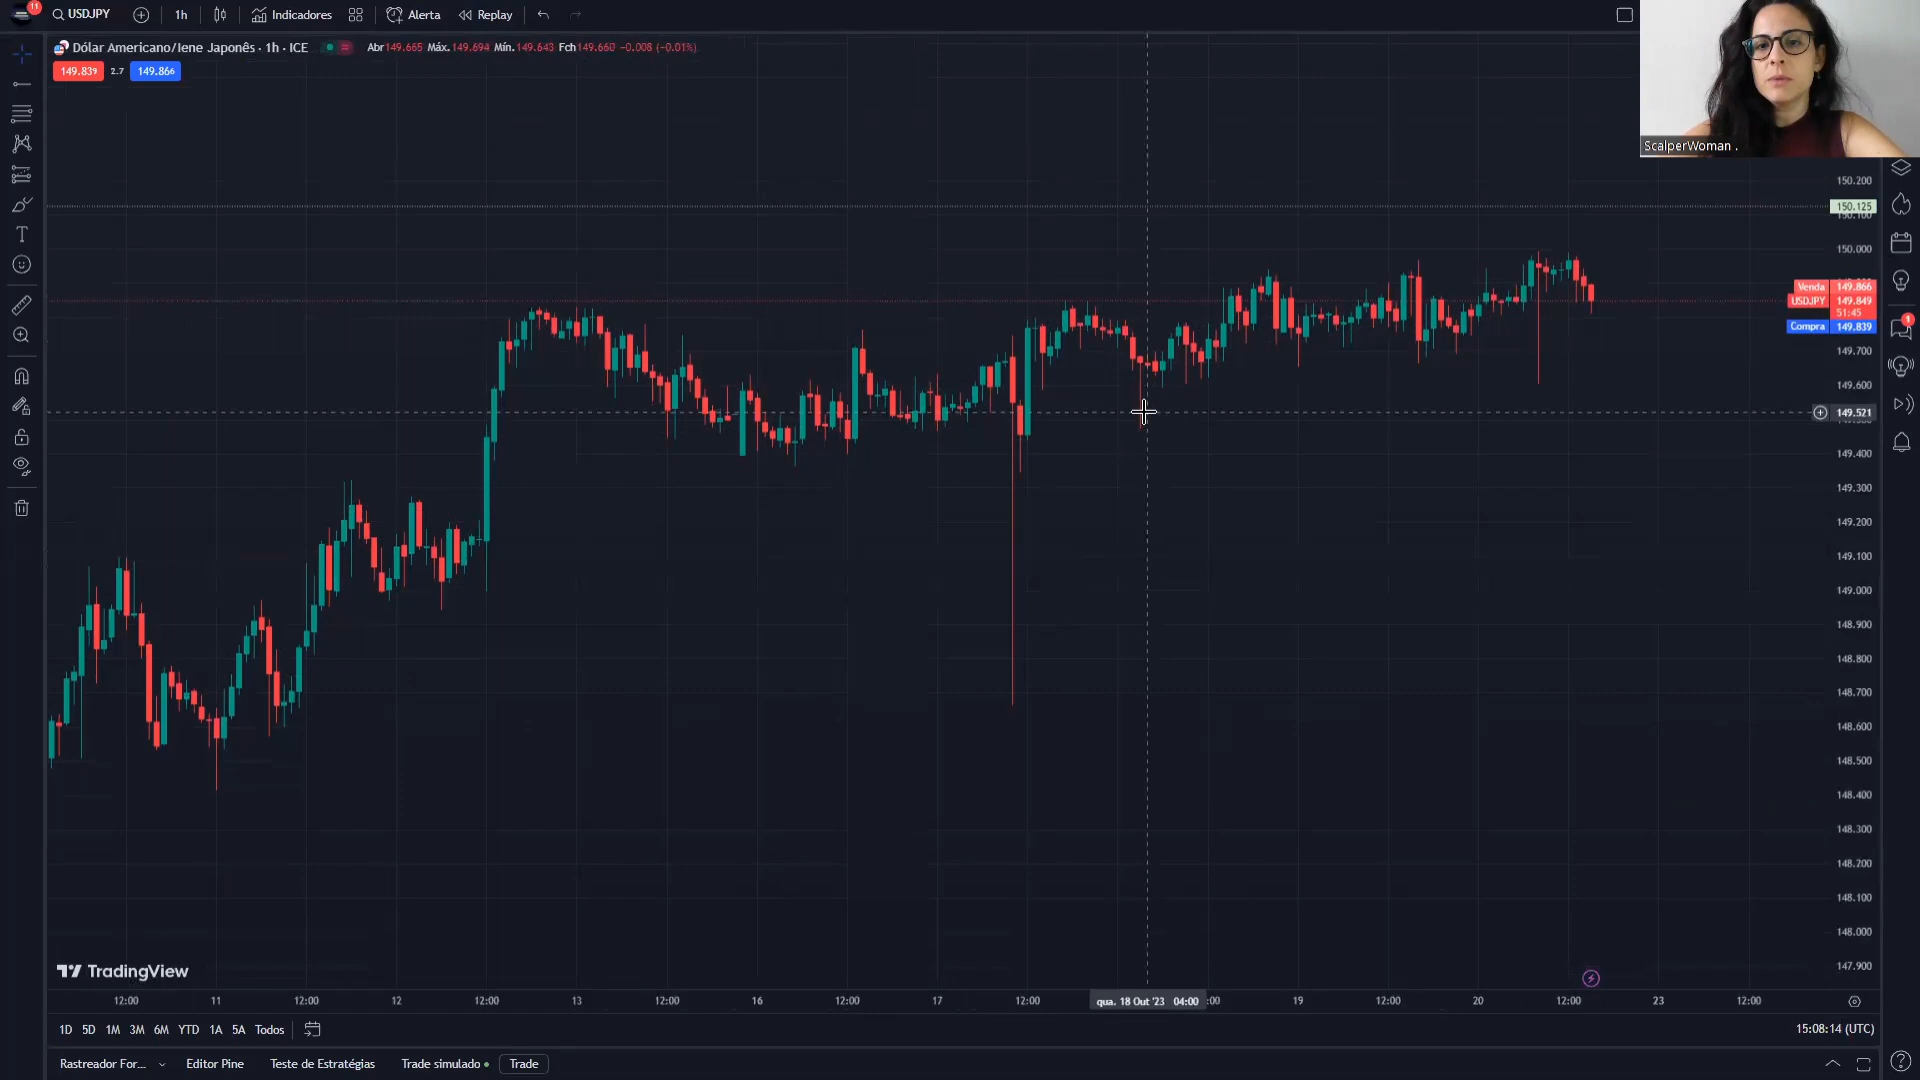 11
USDJPY
1h
Indicadores
Alerta
Replay
Dólar Americano/Iene Japonês · 1h · ICE
Abr149.665 Máx.149.694 Mín.149.643 Fch149.660 −0.008 (−0.01%)
149.839
2.7
149.866
ScalperWoman .
150.200
150.125
150.100
150.000
Venda 149.866
USDJPY 149.849
51:45
Compra 149.839
149.700
149.600
149.521
149.400
149.300
149.200
149.100
149.000
148.900
148.800
148.700
148.600
148.500
148.400
148.300
148.200
148.100
148.000
147.900
1
TradingView
12:00 11 12:00 12 12:00 13 12:00 16 12:00 17 12:00 qua. 18 Out '23 04:00 :00 19 12:00 20 12:00 23 12:00
1D 5D 1M 3M 6M YTD 1A 5A Todos
15:08:14 (UTC)
Rastreador For... Editor Pine Teste de Estratégias Trade simulado Trade